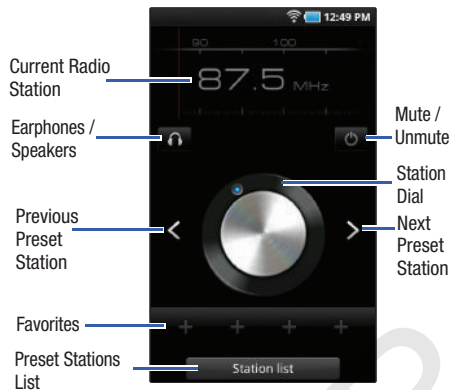 12:49 PM
90 100
87.5 MHz
Current Radio
Station
Earphones /
Speakers
Mute /
Unmute
Station
Dial
Previous
Preset
Station
Next
Preset
Station
Favorites
Preset Stations
List
Station list